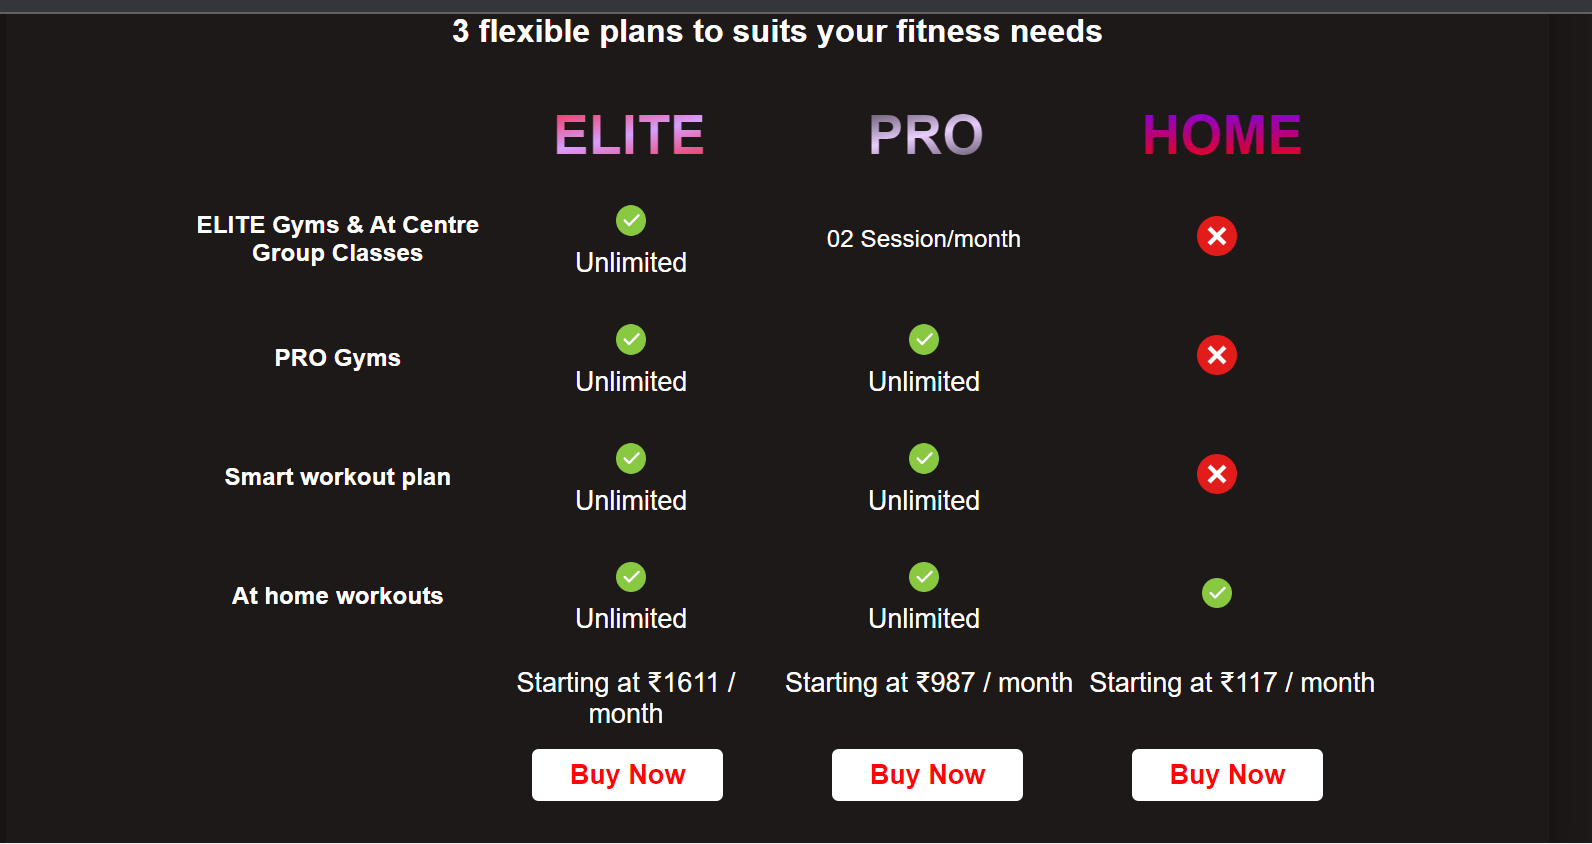 3 flexible plans to suits your fitness needs
ELITE PRO HOME
ELITE Gyms & At Centre
Group Classes
Unlimited
02 Session/month
PRO Gyms
Unlimited Unlimited
Smart workout plan
Unlimited Unlimited
At home workouts
Unlimited Unlimited
Starting at ₹1611 /
month
Starting at ₹987 / month
Starting at ₹117 / month
Buy Now Buy Now Buy Now